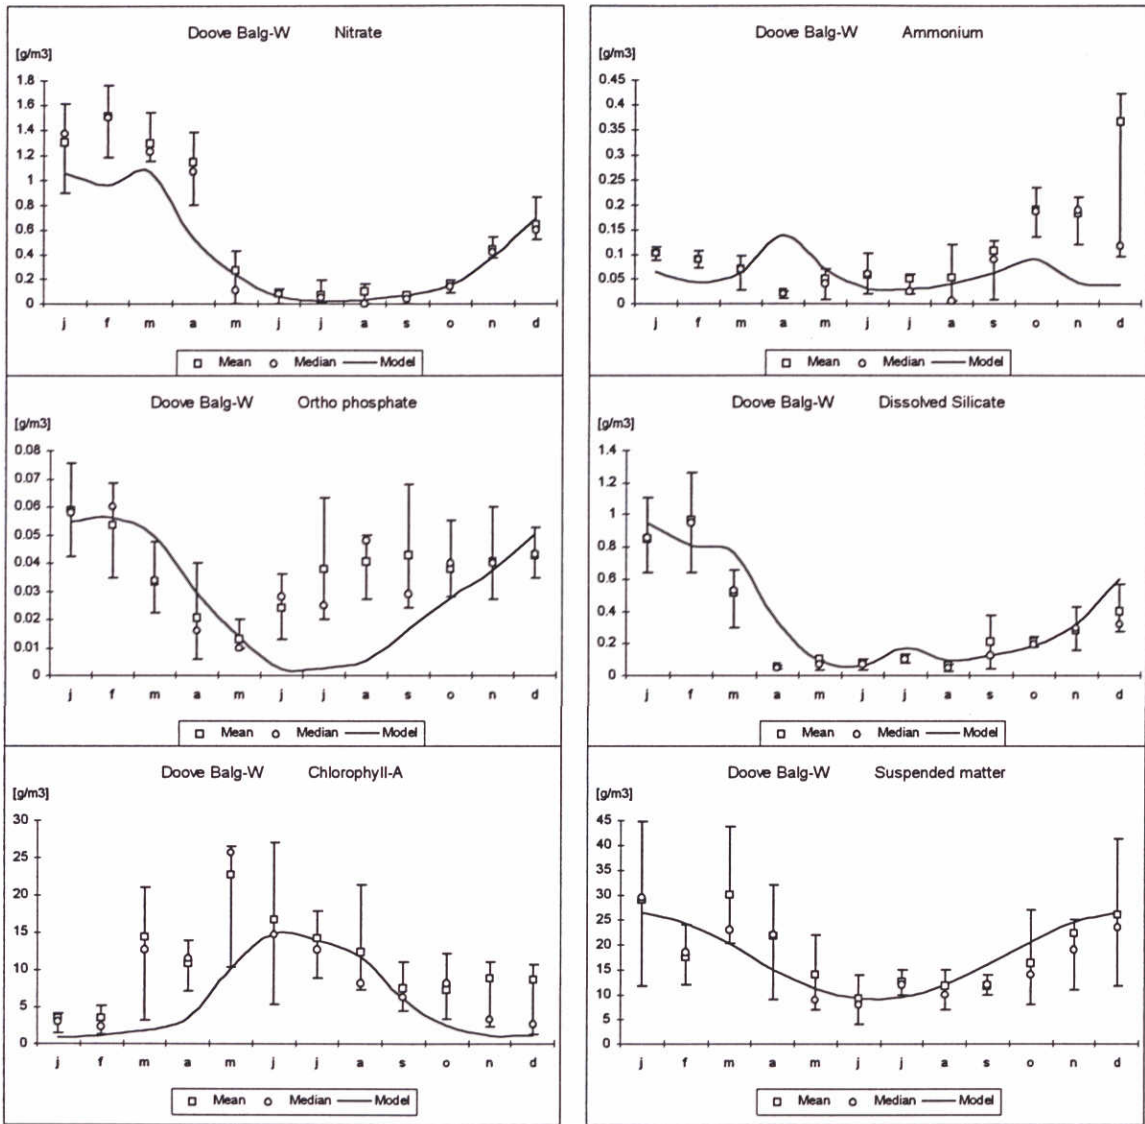 Doove Balg-W Nitrate
[g/m3]
1.8
1.6
1.4
1.2
1
0.8
0.6
0.4
0.2
0
j f m a m j j a s o n d
Mean Median Model
Doove Balg-W Ammonium
[g/m3]
0.45
0.4
0.35
0.3
0.25
0.2
0.15
0.1
0.05
0
j f m a m j j a s o n d
Mean Median Model
Doove Balg-W Ortho phosphate
[g/m3]
0.08
0.07
0.06
0.05
0.04
0.03
0.02
0.01
0
j f m a m j j a s o n d
Mean Median Model
Doove Balg-W Dissolved Silicate
[g/m3]
1.4
1.2
1
0.8
0.6
0.4
0.2
0
j f m a m j j a s o n d
Mean Median Model
Doove Balg-W Chlorophyll-A
[g/m3]
30
25
20
15
10
5
0
j f m a m j j a s o n d
Mean Median Model
Doove Balg-W Suspended matter
[g/m3]
45
40
35
30
25
20
15
10
5
0
j f m a m j j a s o n d
Mean Median Model